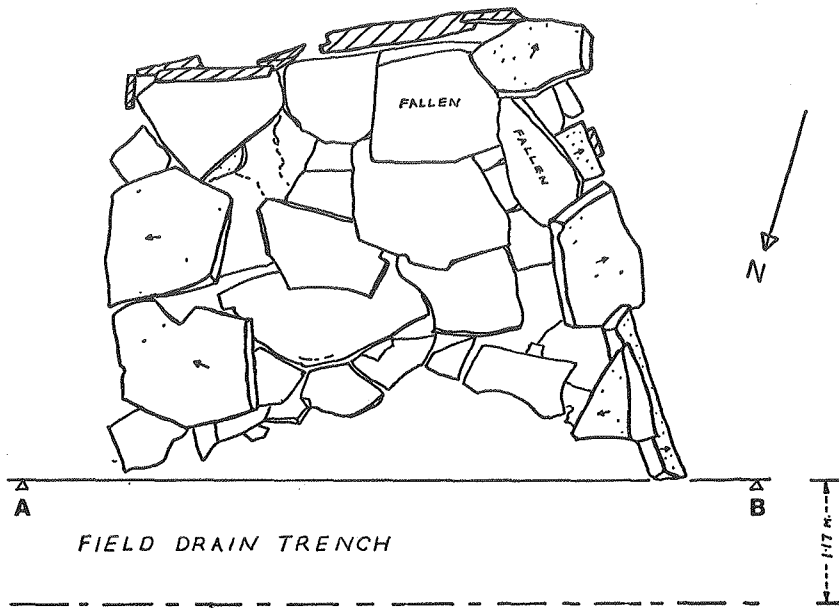 FALLEN
FALLEN
N
A
B
FIELD DRAIN TRENCH
1·17 m.